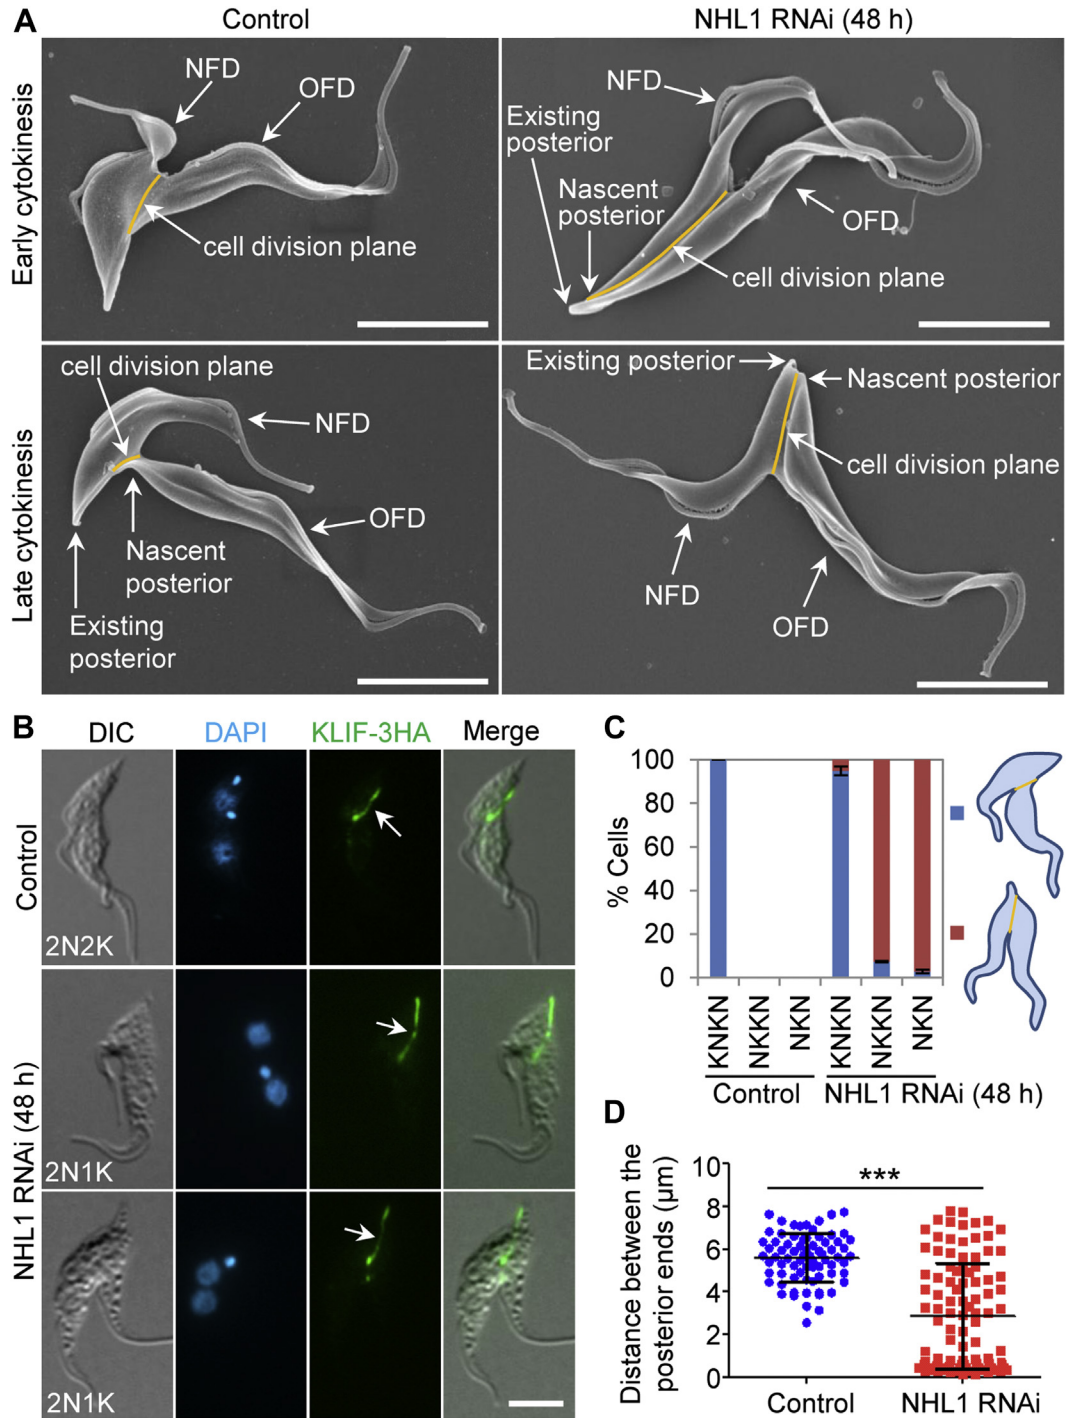 A
Control
NHL1 RNAi (48 h)
Early cytokinesis
NFD
OFD
cell division plane
NFD
Existing
posterior
Nascent
posterior
OFD
cell division plane
Late cytokinesis
cell division plane
NFD
OFD
Nascent
posterior
Existing
posterior
Existing posterior
Nascent posterior
cell division plane
NFD
OFD
B
DIC
DAPI
KLIF-3HA
Merge
Control
2N2K
NHL1 RNAi (48 h)
2N1K
2N1K
C
% Cells
100
80
60
40
20
0
KNKN
NKKN
NKN
KNKN
NKKN
NKN
Control
NHL1 RNAi (48 h)
D
Distance between the
posterior ends (µm)
10
8
6
4
2
0
***
Control
NHL1 RNAi